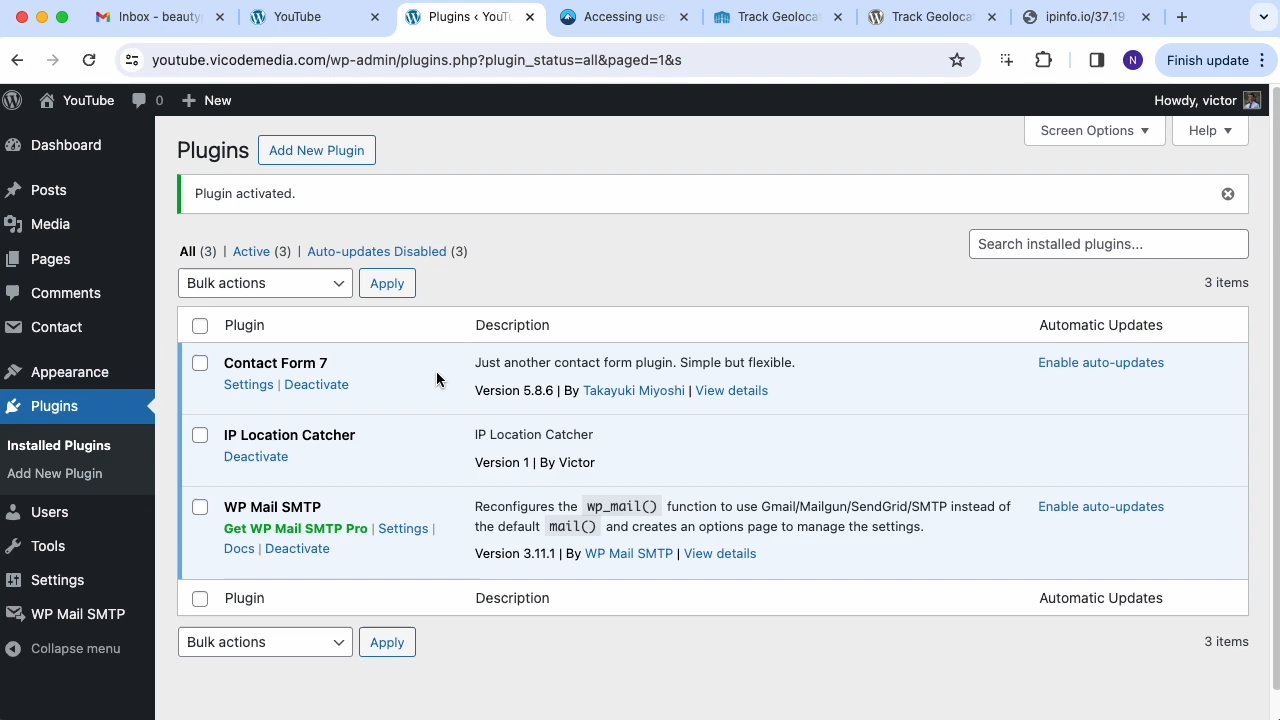 Inbox - beauty
YouTube
Plugins ‹ YouT
Accessing use
Track Geolocat
Track Geolocat
ipinfo.io/37.19.
youtube.vicodemedia.com/wp-admin/plugins.php?plugin_status=all&paged=1&s
N
Finish update
YouTube
0
New
Howdy, victor
Dashboard
Posts
Media
Pages
Comments
Contact
Appearance
Plugins
Installed Plugins
Add New Plugin
Users
Tools
Settings
WP Mail SMTP
Collapse menu
Screen Options
Help
Plugins
Add New Plugin
Plugin activated.
All (3) | Active (3) | Auto-updates Disabled (3)
Search installed plugins...
Bulk actions
Apply
3 items
Plugin
Description
Automatic Updates
Contact Form 7
Settings | Deactivate
Just another contact form plugin. Simple but flexible.
Version 5.8.6 | By Takayuki Miyoshi | View details
Enable auto-updates
IP Location Catcher
Deactivate
IP Location Catcher
Version 1 | By Victor
WP Mail SMTP
Get WP Mail SMTP Pro | Settings |
Docs | Deactivate
Reconfigures the wp_mail() function to use Gmail/Mailgun/SendGrid/SMTP instead of
the default mail() and creates an options page to manage the settings.
Version 3.11.1 | By WP Mail SMTP | View details
Enable auto-updates
Plugin
Description
Automatic Updates
Bulk actions
Apply
3 items